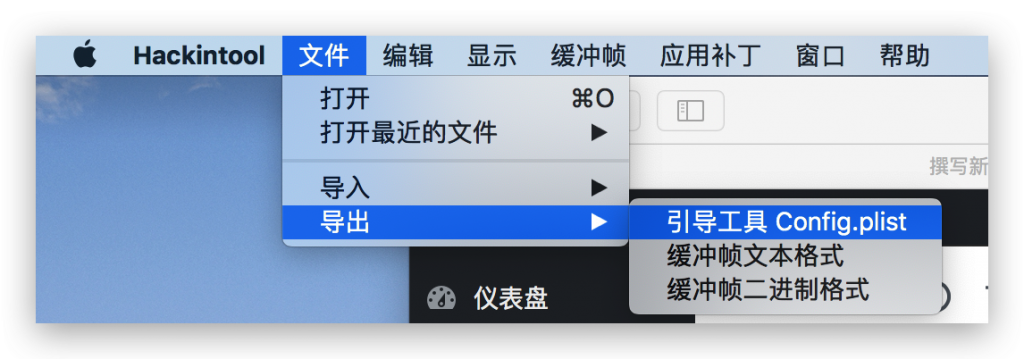 Hackintool 文件 编辑 显示 缓冲帧 应用补丁 窗口 帮助
打开 ⌘O
打开最近的文件 ▶
撰写新
导入 ▶
导出 ▶
引导工具 Config.plist
缓冲帧文本格式
缓冲帧二进制格式
仪表盘